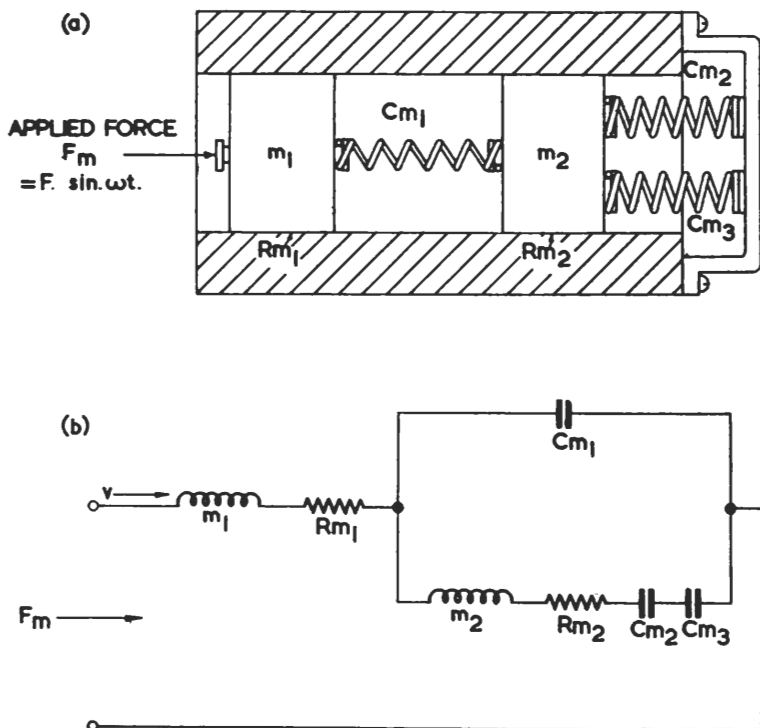 (a)
Cm2
Cm1
APPLIED FORCE
Fm
= F. sin. ωt.
m1
m2
Cm3
Rm1
Rm2
(b)
Cm1
v
m1
Rm1
m2
Rm2
Cm2
Cm3
Fm